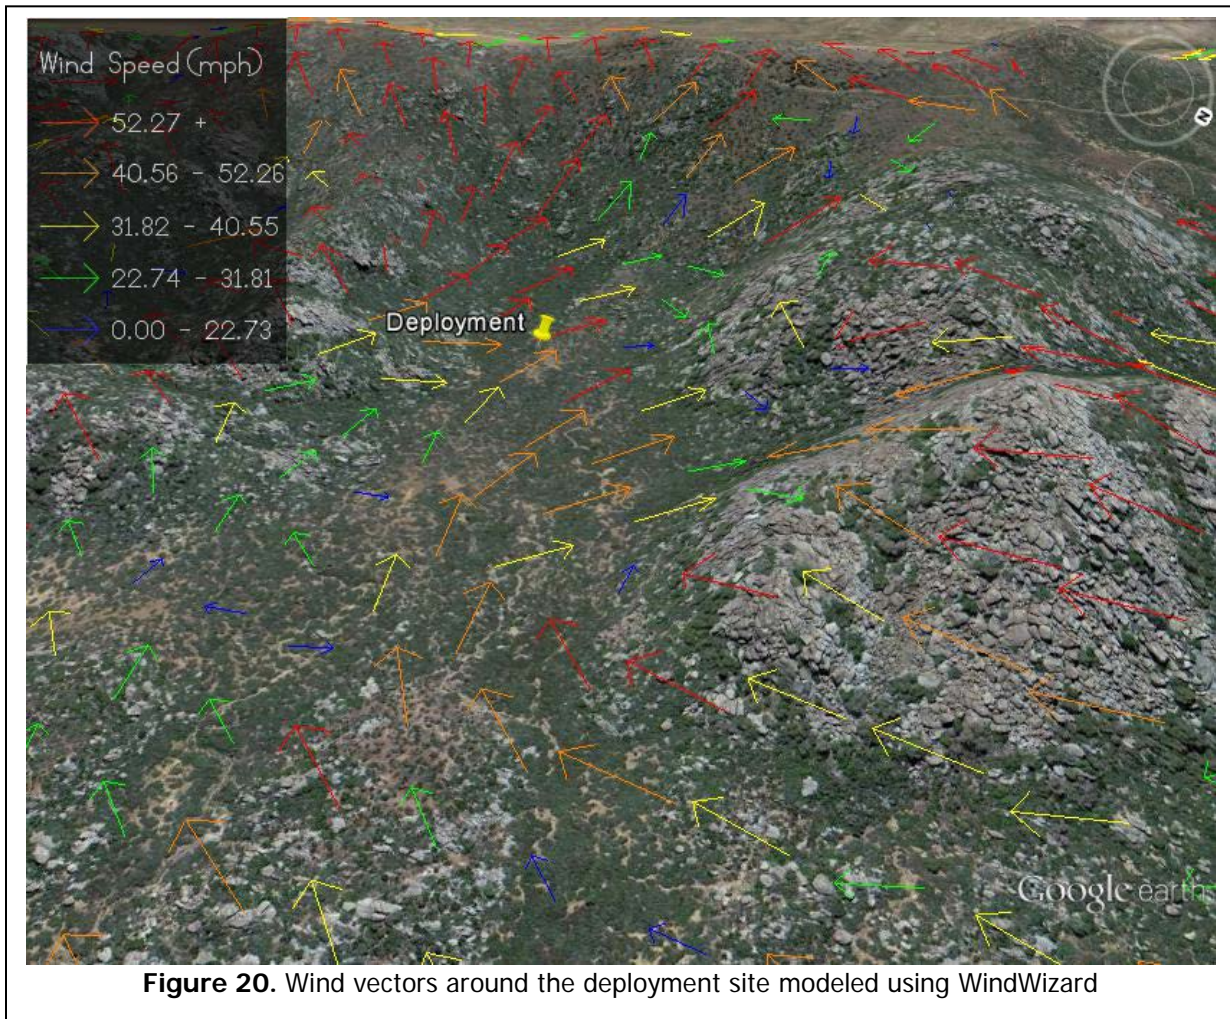 Wind Speed (mph)
52.27 +
40.56 - 52.26
31.82 - 40.55
22.74 - 31.81
0.00 - 22.73
N
Deployment
Google earth
Figure 20. Wind vectors around the deployment site modeled using WindWizard